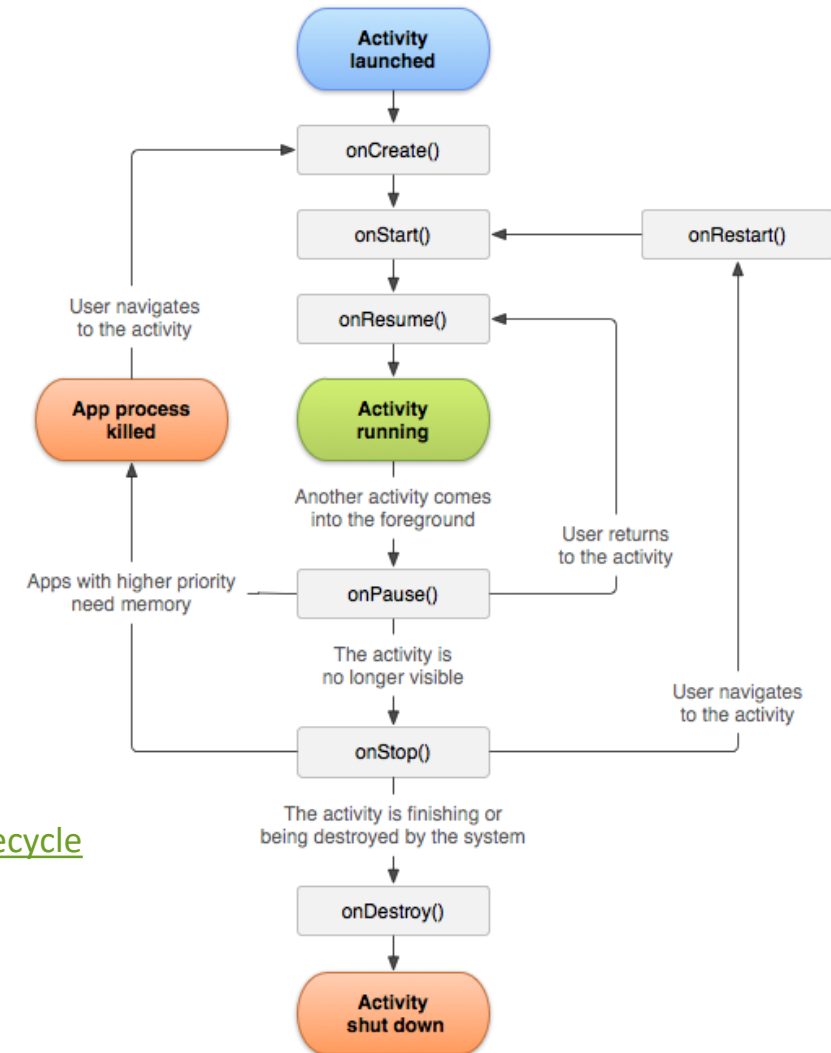 Activity
launched
onCreate()
onStart()
onRestart()
User navigates
to the activity
onResume()
App process
killed
Activity
running
Another activity comes
into the foreground
User returns
to the activity
Apps with higher priority
need memory
onPause()
The activity is
no longer visible
User navigates
to the activity
onStop()
The activity is finishing or
being destroyed by the system
ecycle
onDestroy()
Activity
shut down